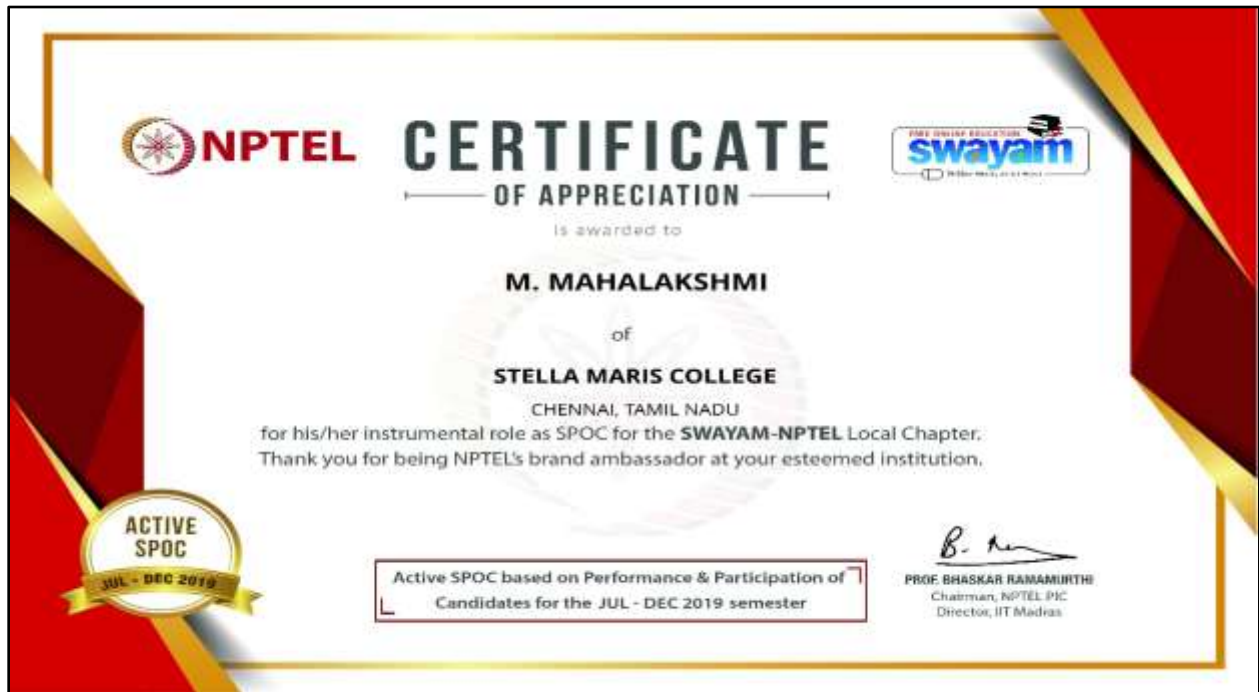 NPTEL
CERTIFICATE
OF APPRECIATION
FREE ONLINE EDUCATION
swayam
is awarded to
M. MAHALAKSHMI
of
STELLA MARIS COLLEGE
CHENNAI, TAMIL NADU
for his/her instrumental role as SPOC for the SWAYAM-NPTEL Local Chapter.
Thank you for being NPTEL's brand ambassador at your esteemed institution.
ACTIVE
SPOC
JUL - DEC 2019
Active SPOC based on Performance & Participation of
Candidates for the JUL - DEC 2019 semester
PROF. BHASKAR RAMAMURTHI
Chairman, NPTEL PIC
Director, IIT Madras